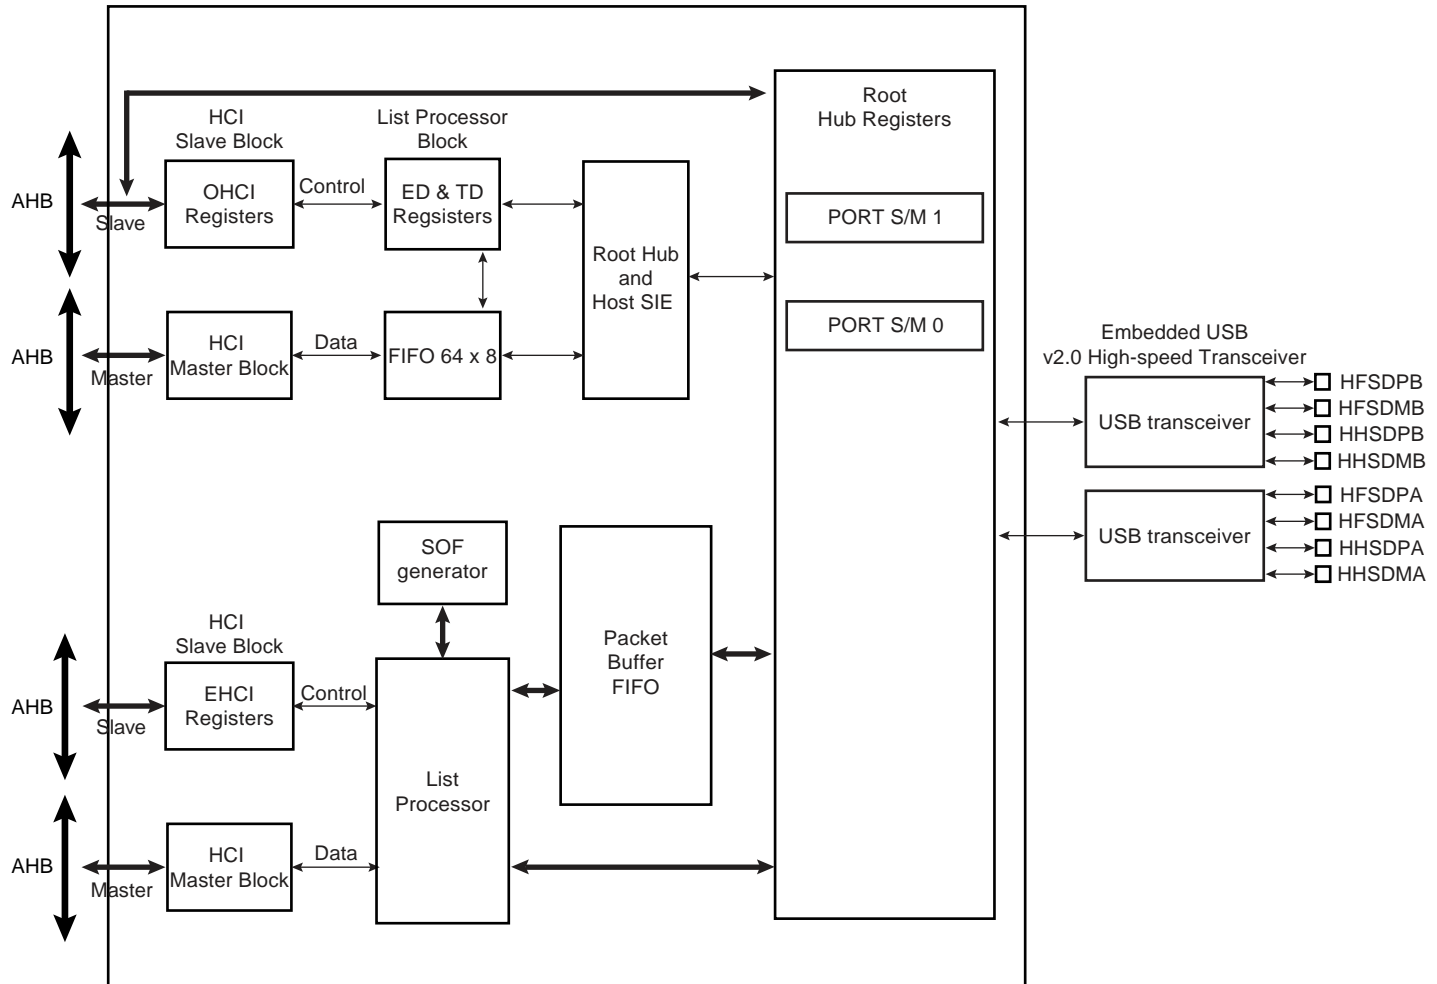 Root
Hub Registers
HCI
Slave Block
List Processor
Block
AHB
Slave
OHCI
Registers
Control
ED & TD
Regsisters
PORT S/M 1
Root Hub
and
Host SIE
PORT S/M 0
AHB
Master
HCI
Master Block
Data
FIFO 64 x 8
Embedded USB
v2.0 High-speed Transceiver
USB transceiver
HFSDPB
HFSDMB
HHSDPB
HHSDMB
USB transceiver
HFSDPA
HFSDMA
HHSDPA
HHSDMA
SOF
generator
HCI
Slave Block
Packet
Buffer
FIFO
AHB
Slave
EHCI
Registers
Control
List
Processor
AHB
Master
HCI
Master Block
Data